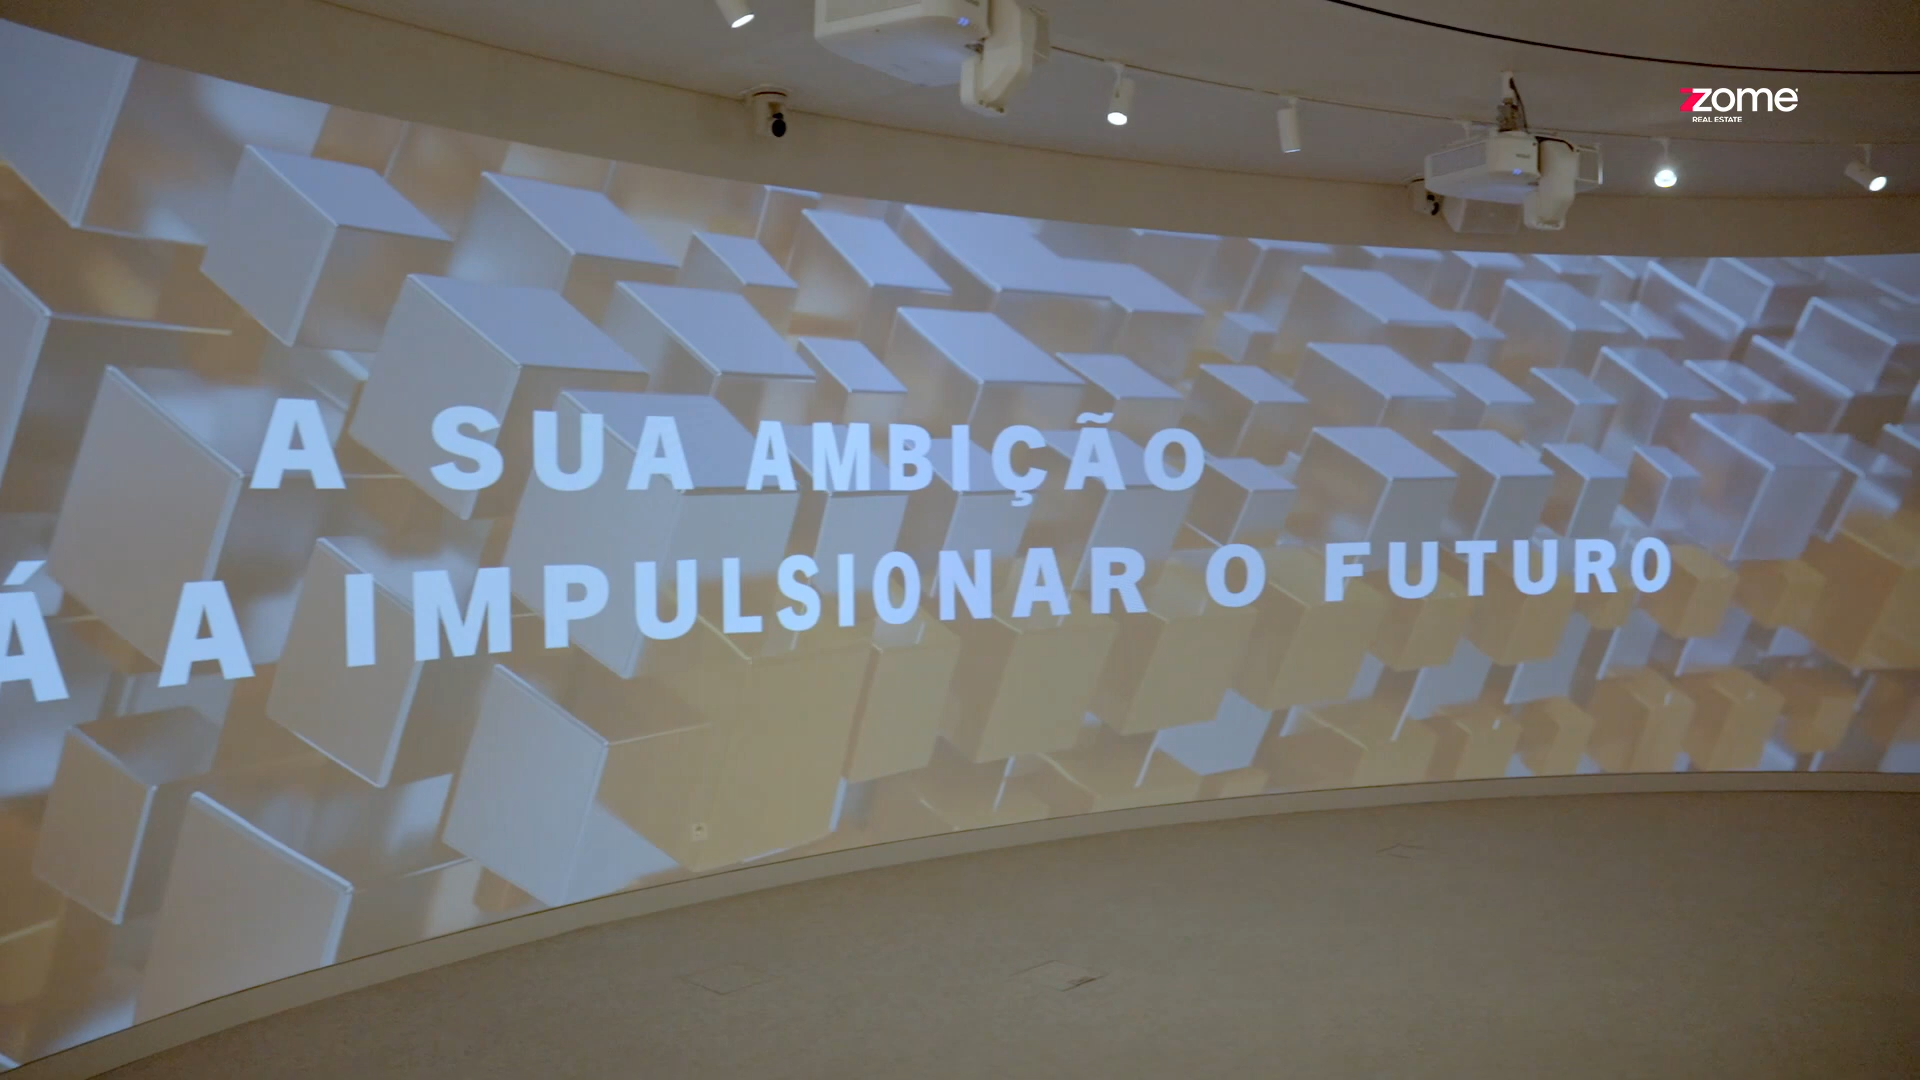 zome
REAL ESTATE
A SUA AMBIÇÃO
Á A IMPULSIONAR O FUTURO